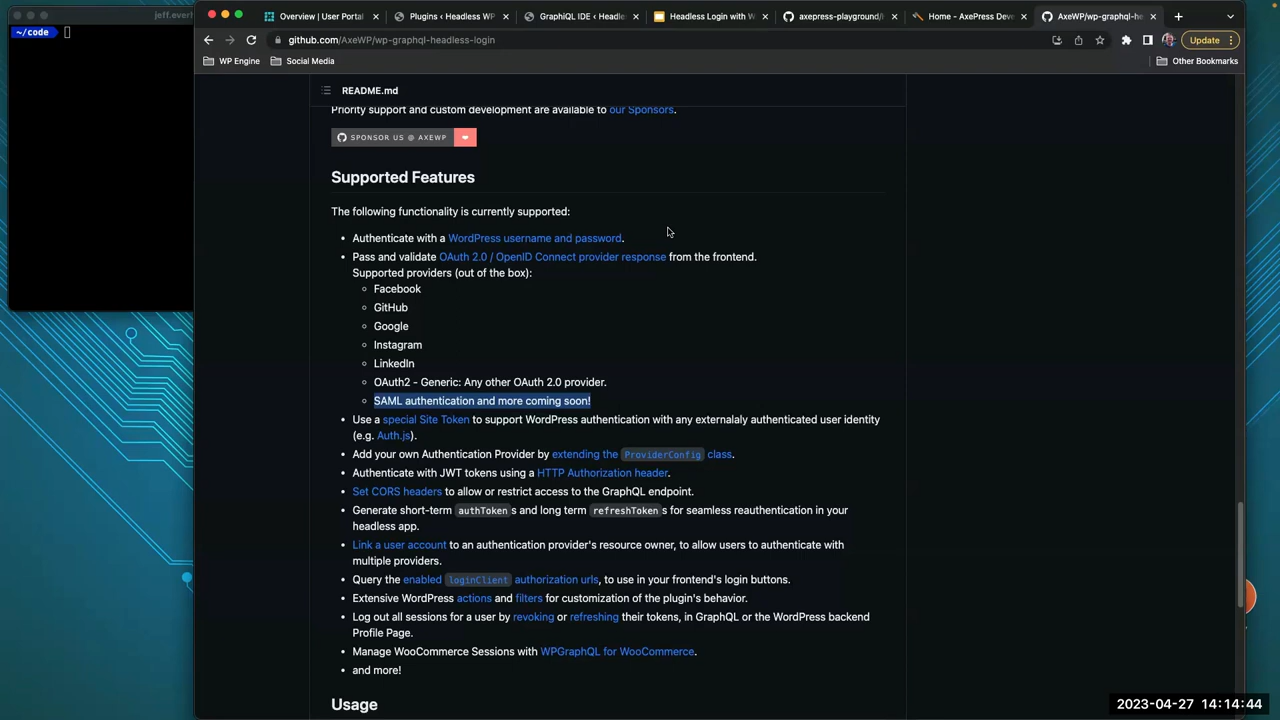 jeff.everh
~/code
Overview | User Portal
Plugins ‹ Headless WP
GraphiQL IDE ‹ Headless
Headless Login with W
axepress-playground/
Home - AxePress Deve
AxeWP/wp-graphql-he
github.com/AxeWP/wp-graphql-headless-login
Update
WP Engine
Social Media
Other Bookmarks
README.md
Priority support and custom development are available to our Sponsors.
SPONSOR US @ AXEWP
Supported Features
The following functionality is currently supported:
• Authenticate with a WordPress username and password.
• Pass and validate OAuth 2.0 / OpenID Connect provider response from the frontend.
Supported providers (out of the box):
Facebook
GitHub
Google
Instagram
LinkedIn
OAuth2 - Generic: Any other OAuth 2.0 provider.
SAML authentication and more coming soon!
• Use a special Site Token to support WordPress authentication with any externalaly authenticated user identity
(e.g. Auth.js).
• Add your own Authentication Provider by extending the ProviderConfig class.
• Authenticate with JWT tokens using a HTTP Authorization header.
• Set CORS headers to allow or restrict access to the GraphQL endpoint.
• Generate short-term authToken s and long term refreshToken s for seamless reauthentication in your
headless app.
• Link a user account to an authentication provider's resource owner, to allow users to authenticate with
multiple providers.
• Query the enabled loginClient authorization urls, to use in your frontend's login buttons.
• Extensive WordPress actions and filters for customization of the plugin's behavior.
• Log out all sessions for a user by revoking or refreshing their tokens, in GraphQL or the WordPress backend
Profile Page.
• Manage WooCommerce Sessions with WPGraphQL for WooCommerce.
• and more!
Usage
2023-04-27 14:14:44